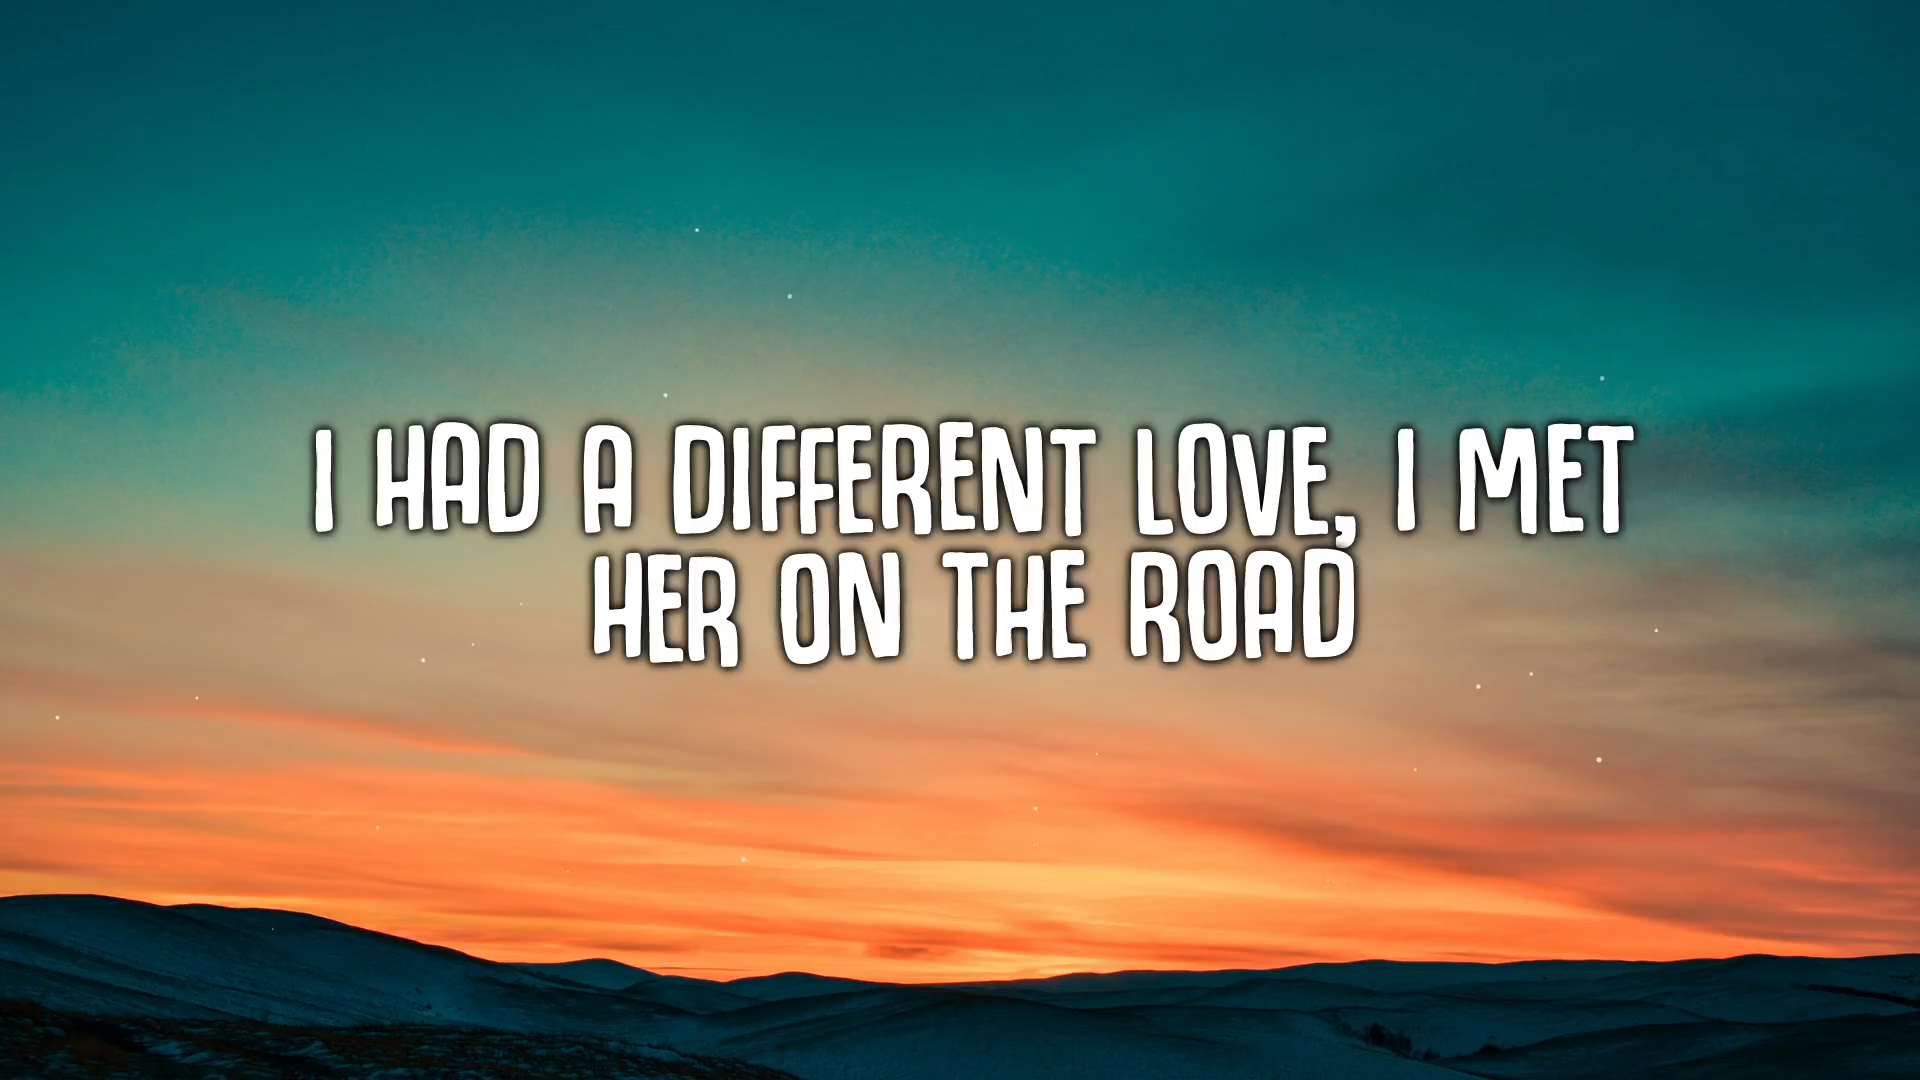 I HAD A DIFFERENT LOVE, I MET
HER ON THE ROAD